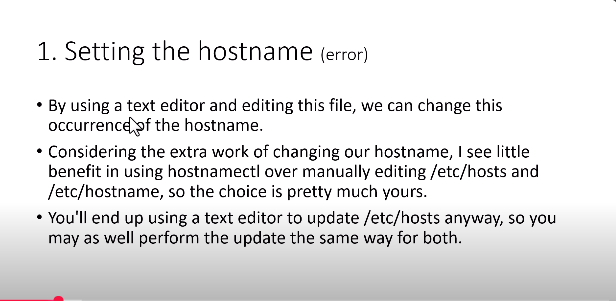 1. Setting the hostname (error)
• By using a text editor and editing this file, we can change this
occurrence of the hostname.
• Considering the extra work of changing our hostname, I see little
benefit in using hostnamectl over manually editing /etc/hosts and
/etc/hostname, so the choice is pretty much yours.
• You'll end up using a text editor to update /etc/hosts anyway, so you
may as well perform the update the same way for both.